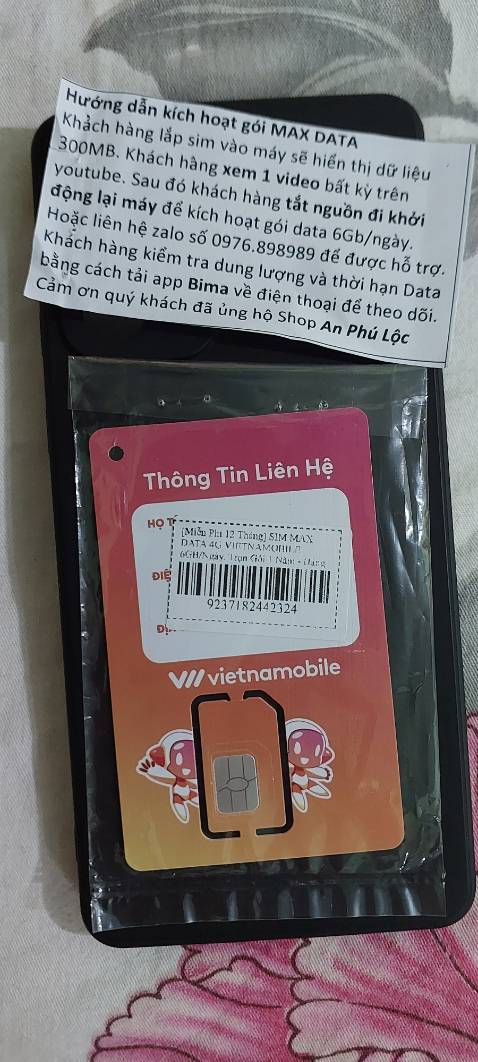 Hướng dẫn kích hoạt gói MAX DATA
Khách hàng lắp sim vào máy sẽ hiển thị dữ liệu
300MB. Khách hàng xem 1 video bất kỳ trên
youtube. Sau đó khách hàng tắt nguồn đi khởi
động lại máy để kích hoạt gói data 6Gb/ngày.
Hoặc liên hệ zalo số 0976.898989 để được hỗ trợ.
Khách hàng kiểm tra dung lượng và thời hạn Data
bằng cách tải app Bima về điện thoại để theo dõi.
Cảm ơn quý khách đã ủng hộ Shop An Phú Lộc
Thông Tin Liên Hệ
HỌ T
[Miễn Phí 12 Tháng] SIM MAX
DATA 4G VIETNAMOBILE
6GB/Ngày, Trọn Gói 1 Năm -
ĐIỆ
9237182442324
vietnamobile